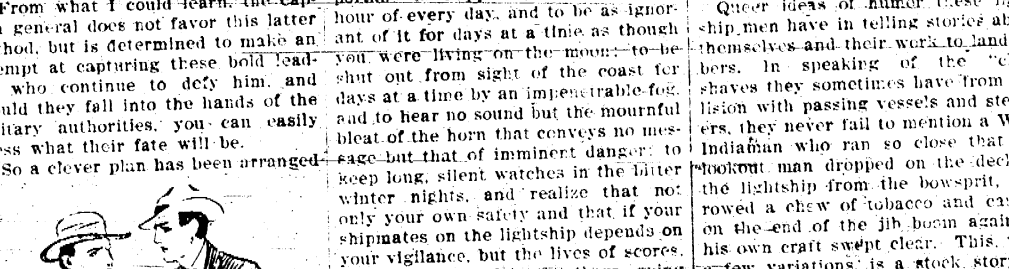 From what I could learn, the cap-
general does not favor this latter
hod, but is determined to make an
empt at capturing these bold lead-
who continue to defy him, and
uld they fall into the hands of the
itary authorities, you can easily
ss what their fate will be.
So a clever plan has been arranged
hour of every day, and to be as ignor-
ant of it for days at a time as though
you were living on the moon; to be
shut out from sight of the coast for
days at a time by an impenetrable fog,
and to hear no sound but the mournful
bleat of the horn that conveys no mes-
sage but that of imminent danger; to
keep long, silent watches in the bitter
winter nights, and realize that not
only your own safety and that if your
shipmates on the lightship depends on
your vigilance, but the lives of scores,
Queer ideas of humor these
ship men have in telling stories ab
themselves and their work to land
bers. In speaking of the "c
shaves they sometimes have from
lision with passing vessels and ste
ers, they never fail to mention a W
Indiaman who ran so close that
lookout man dropped on the dec
the lightship from the bowsprit,
rowed a chew of tobacco and ca
on the end of the jib boom again
his own craft swept clear. This,
few variations, is a stock stor